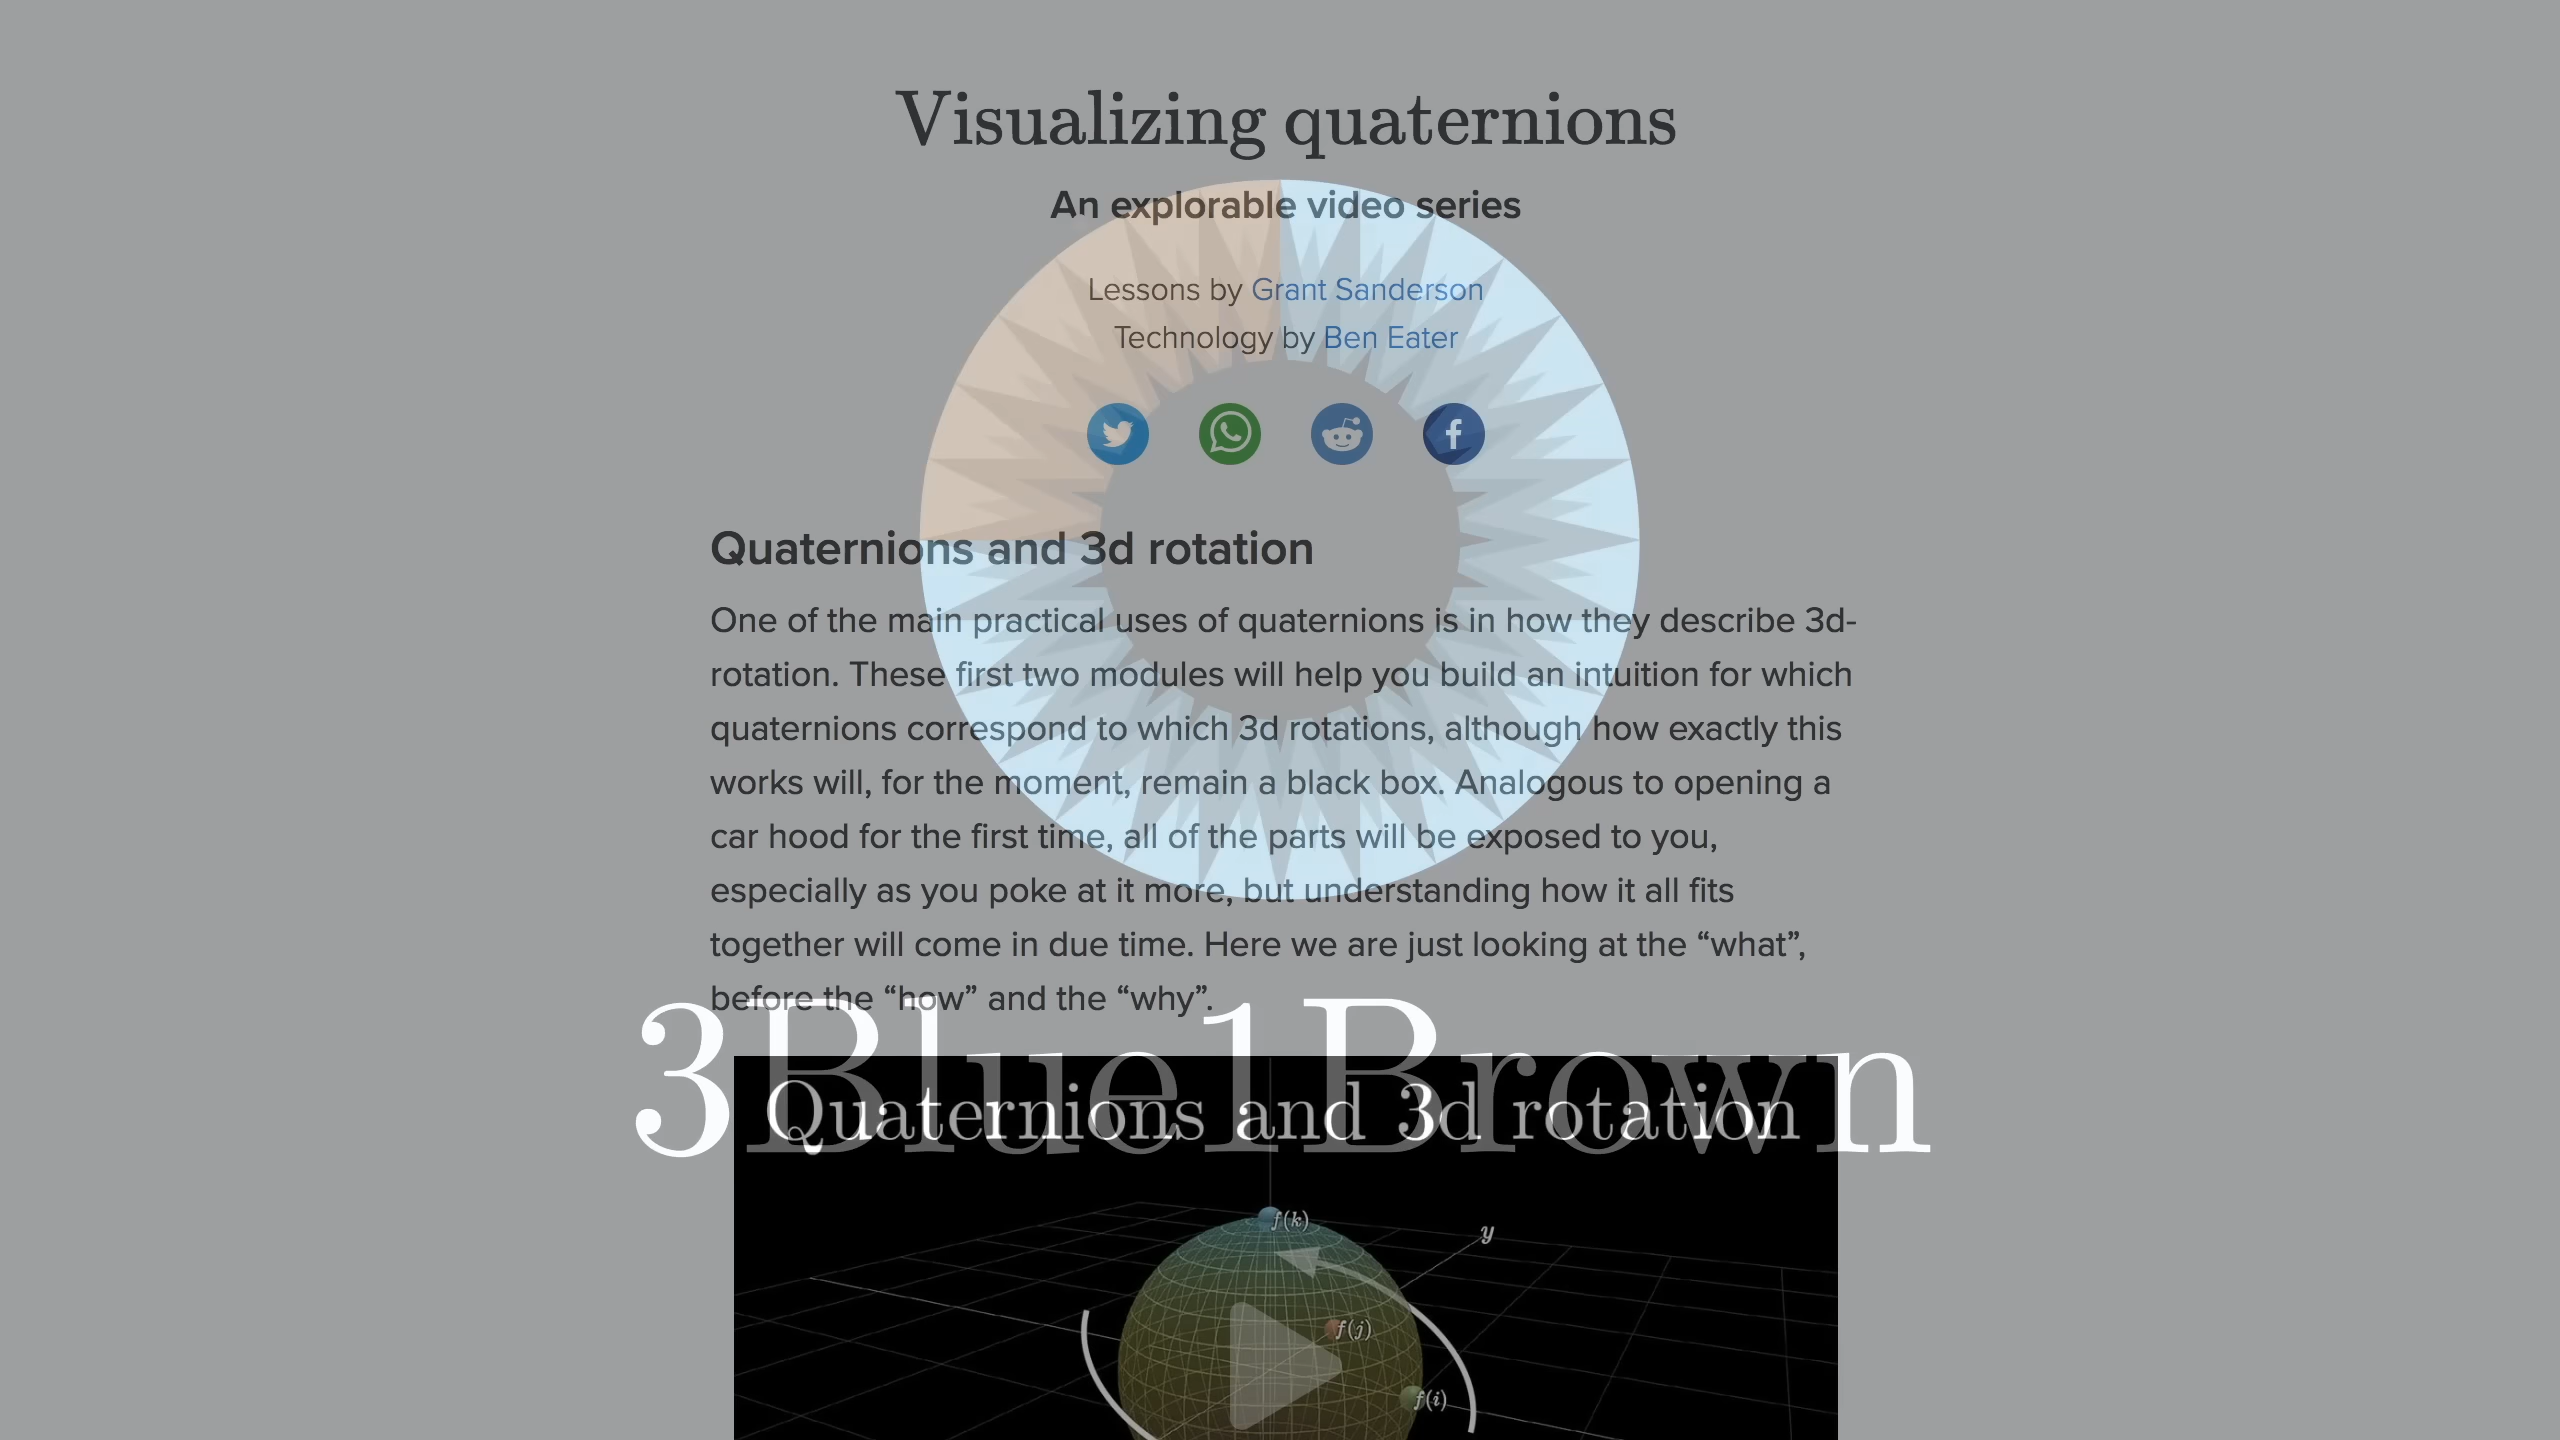 Visualizing quaternions
An explorable video series
Lessons by Grant Sanderson
Technology by Ben Eater
Quaternions and 3d rotation
One of the main practical uses of quaternions is in how they describe 3d-
rotation. These first two modules will help you build an intuition for which
quaternions correspond to which 3d rotations, although how exactly this
works will, for the moment, remain a black box. Analogous to opening a
car hood for the first time, all of the parts will be exposed to you,
especially as you poke at it more, but understanding how it all fits
together will come in due time. Here we are just looking at the “what”,
before the “how” and the “why”.
3Blue1Brown
Quaternions and 3d rotation
f(k)
y
f(j)
f(i)